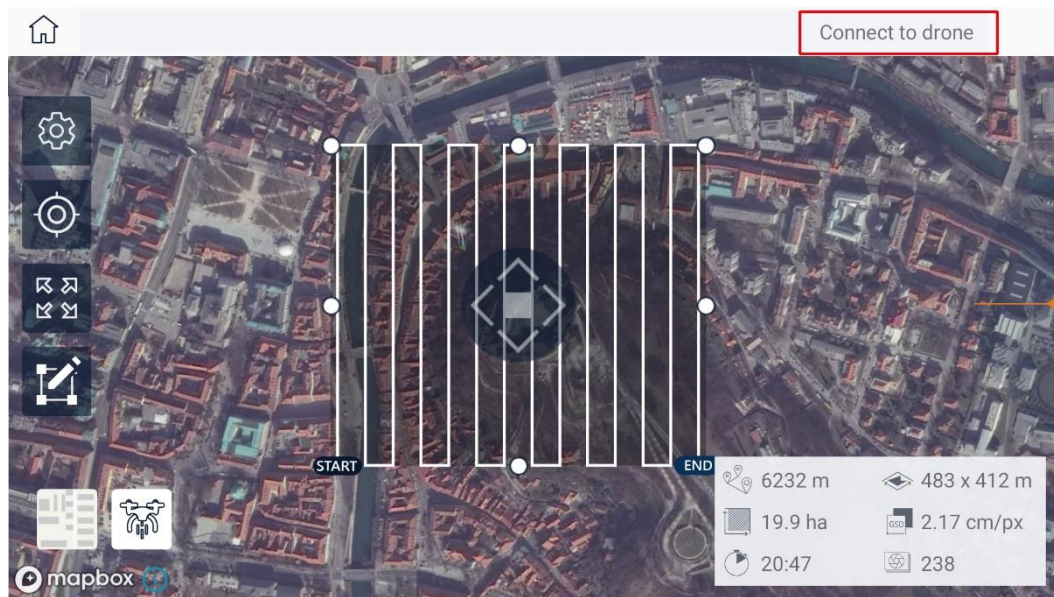 Connect to drone
START
END
6232 m
483 x 412 m
19.9 ha
GSD
2.17 cm/px
20:47
238
mapbox